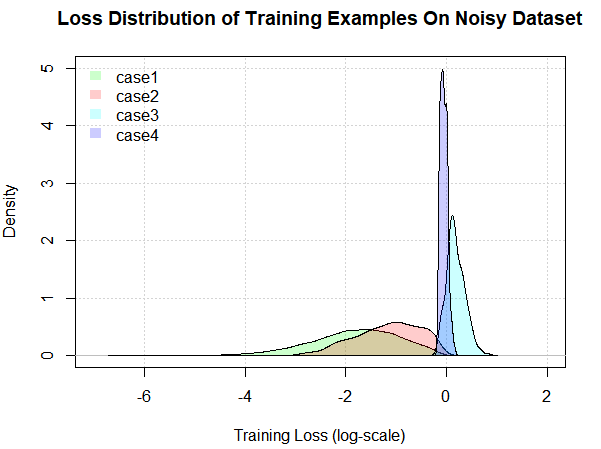 Loss Distribution of Training Examples On Noisy Dataset
case1
case2
case3
case4
5
4
3
2
1
0
Density
-6
-4
-2
0
2
Training Loss (log-scale)